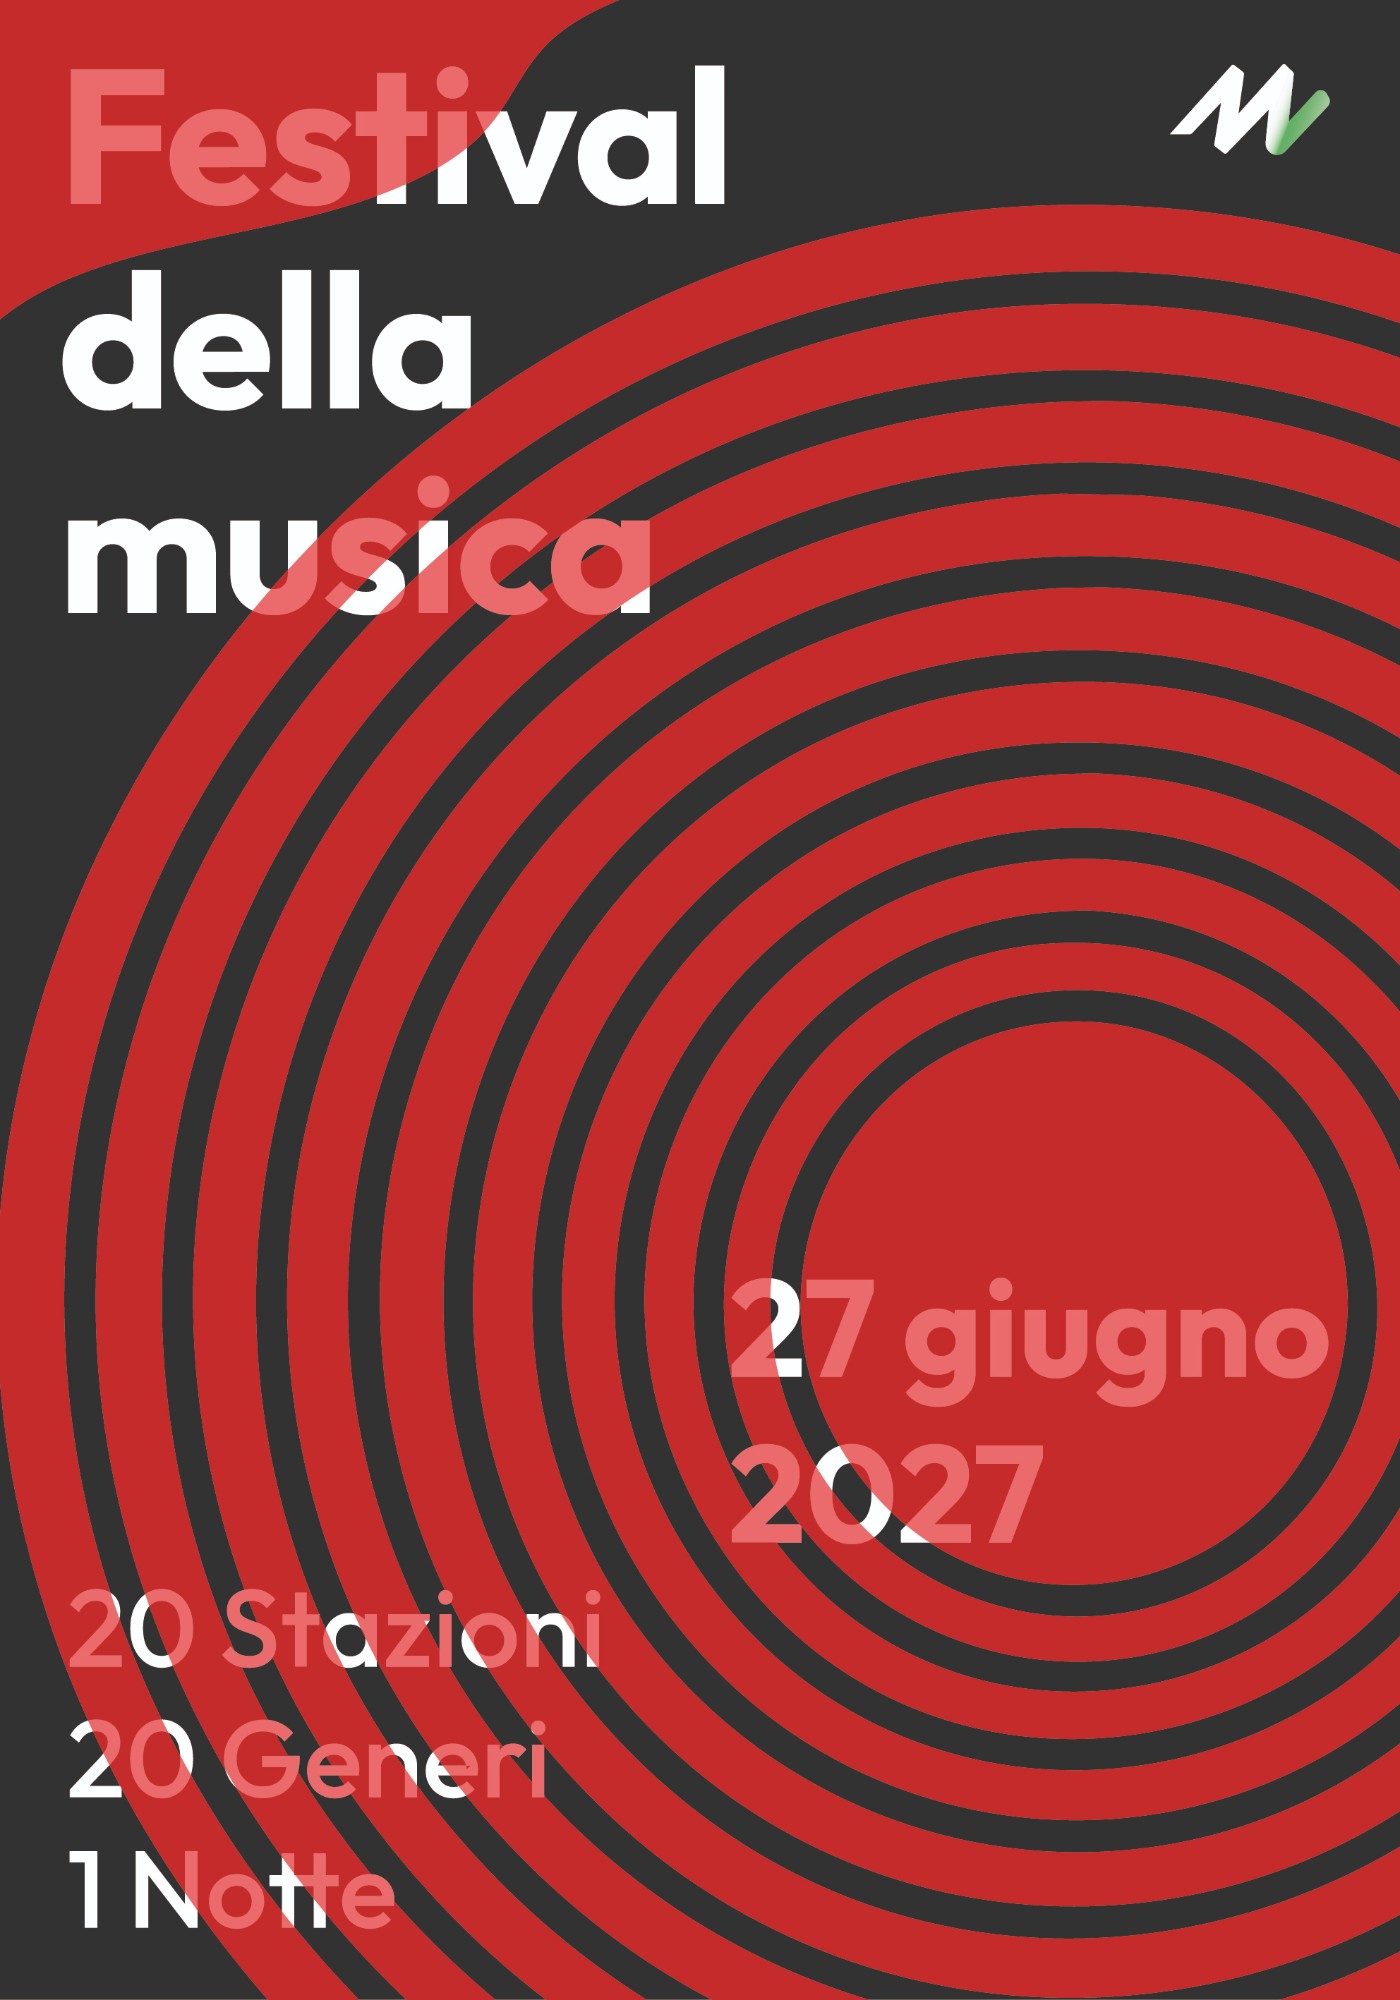 Festival
della
musica
27 giugno
2027
20 Stazioni
20 Generi
1 Notte